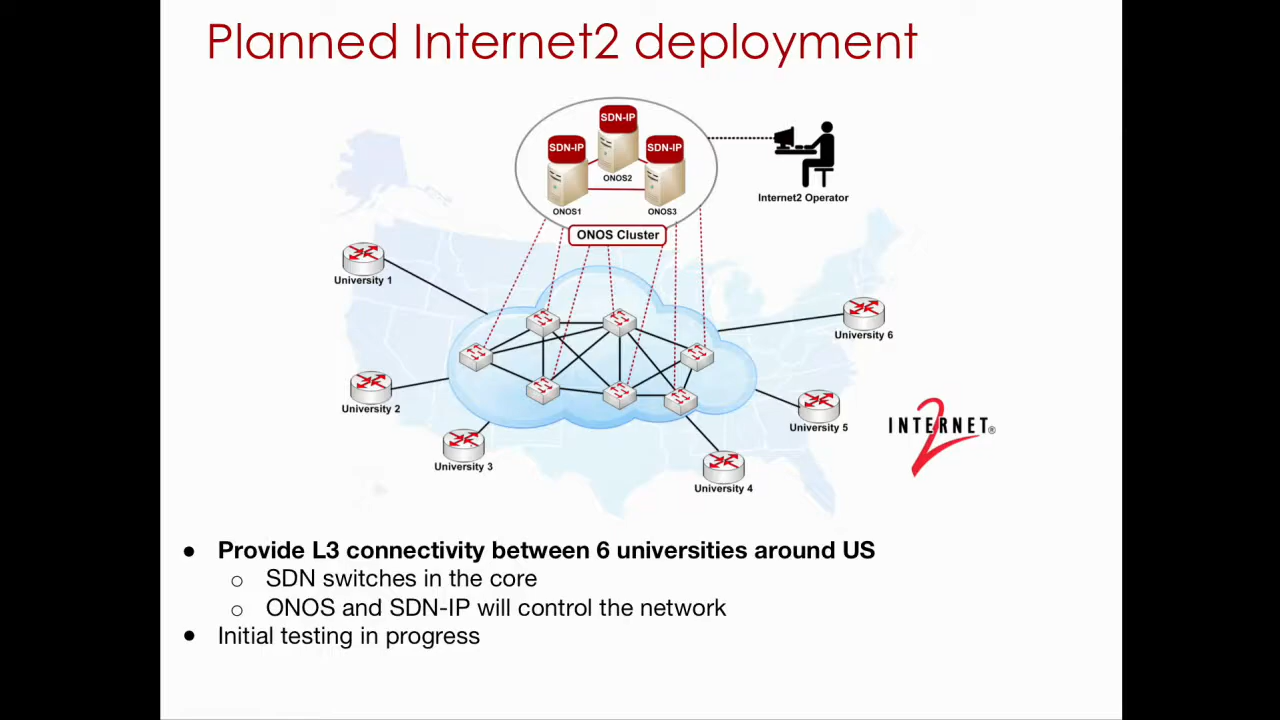 Planned Internet2 deployment
SDN-IP
SDN-IP
SDN-IP
ONOS2
ONOS1
ONOS3
Internet2 Operator
ONOS Cluster
University 1
University 6
University 2
University 5
INTERNET®
2
University 3
University 4
● Provide L3 connectivity between 6 universities around US
○ SDN switches in the core
○ ONOS and SDN-IP will control the network
● Initial testing in progress